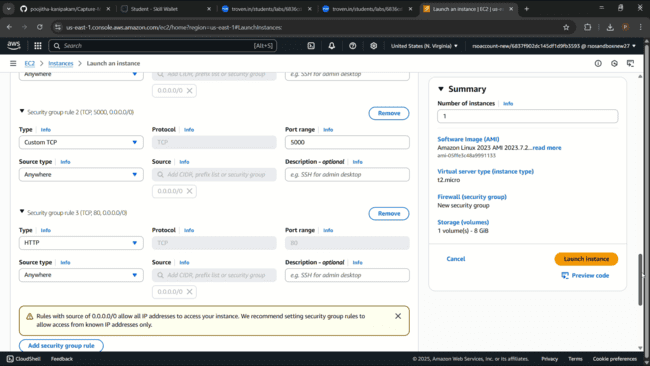 poojitha-kanipakam/Capture-k
Student - Skill Wallet
troven.in/students/labs/6836ce
troven.in/students/labs/6836ce
Launch an instance | EC2 | us-e
us-east-1.console.aws.amazon.com/ec2/home?region=us-east-1#LaunchInstances:
aws
Search
[Alt+S]
United States (N. Virginia)
EC2
Instances
Launch an instance
Anywhere
Add CIDR, prefix list or security group
e.g. SSH for admin desktop
0.0.0.0/0
Security group rule 2 (TCP, 5000, 0.0.0.0/0)
Remove
Type
Info
Protocol
Info
Port range
Info
Custom TCP
TCP
5000
Source type
Info
Source
Info
Description - optional
Info
Anywhere
Add CIDR, prefix list or security group
e.g. SSH for admin desktop
0.0.0.0/0
Security group rule 3 (TCP, 80, 0.0.0.0/0)
Remove
Type
Info
Protocol
Info
Port range
Info
HTTP
TCP
80
Source type
Info
Source
Info
Description - optional
Info
Anywhere
Add CIDR, prefix list or security group
e.g. SSH for admin desktop
0.0.0.0/0
Rules with source of 0.0.0.0/0 allow all IP addresses to access your instance. We recommend setting security group rules to
allow access from known IP addresses only.
Add security group rule
Summary
Number of instances
Info
1
Software Image (AMI)
Amazon Linux 2023 AMI 2023.7.2...read more
Virtual server type (instance type)
t2.micro
Firewall (security group)
New security group
Storage (volumes)
1 volume(s) - 8 GiB
Cancel
Launch instance
Preview code
CloudShell
Feedback
© 2025, Amazon Web Services, Inc. or its affiliates.
Privacy
Terms
Cookie preferences